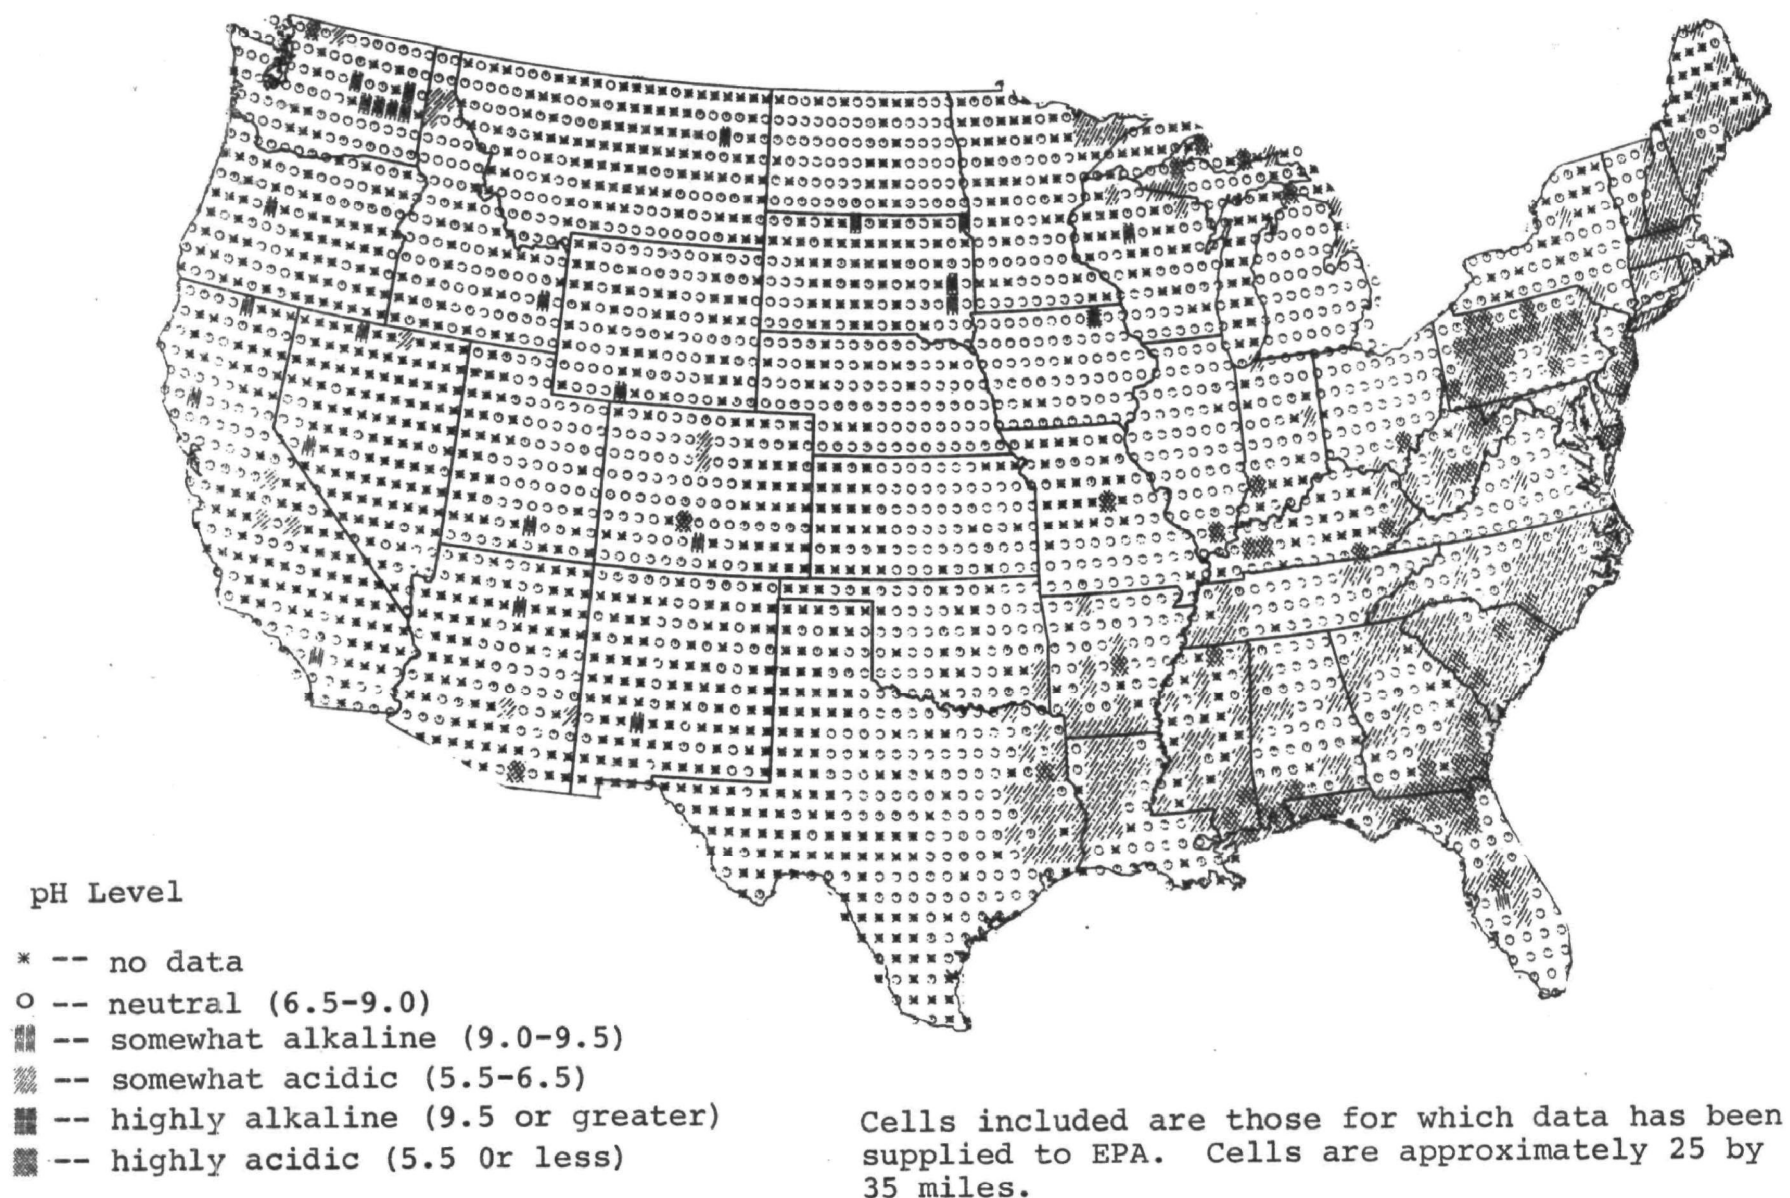 pH Level
* -- no data
o -- neutral (6.5-9.0)
-- somewhat alkaline (9.0-9.5)
-- somewhat acidic (5.5-6.5)
-- highly alkaline (9.5 or greater)
-- highly acidic (5.5 0r less)
Cells included are those for which data has been
supplied to EPA. Cells are approximately 25 by
35 miles.